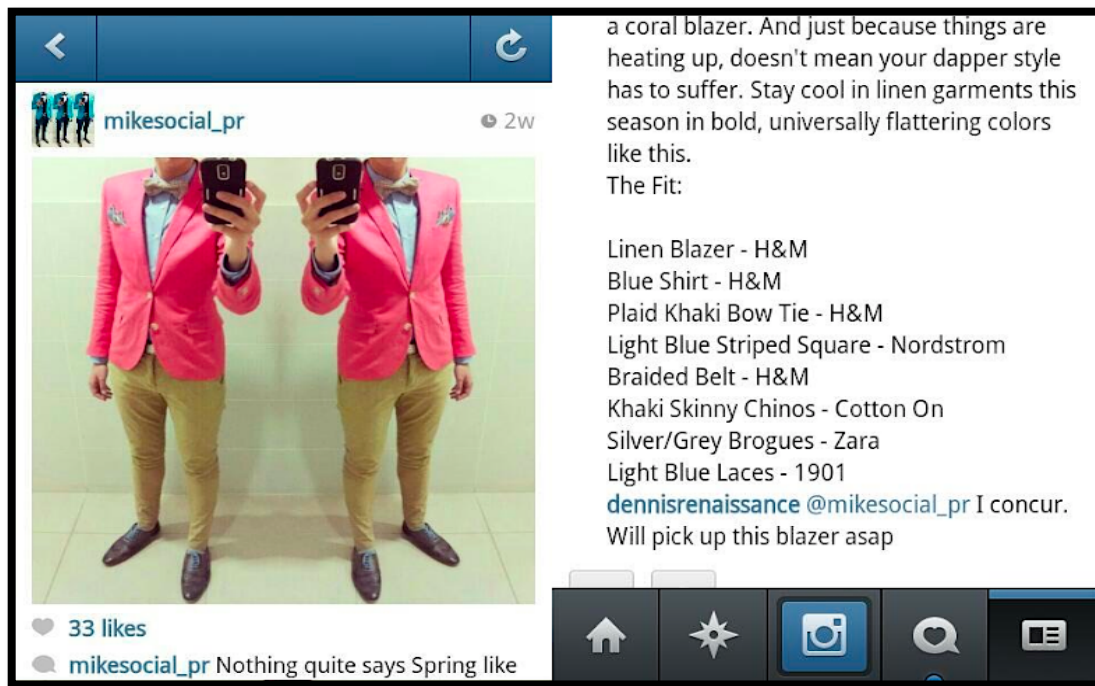 mikesocial_pr
2w
33 likes
mikesocial_pr Nothing quite says Spring like
a coral blazer. And just because things are
heating up, doesn't mean your dapper style
has to suffer. Stay cool in linen garments this
season in bold, universally flattering colors
like this.
The Fit:
Linen Blazer - H&M
Blue Shirt - H&M
Plaid Khaki Bow Tie - H&M
Light Blue Striped Square - Nordstrom
Braided Belt - H&M
Khaki Skinny Chinos - Cotton On
Silver/Grey Brogues - Zara
Light Blue Laces - 1901
dennisrenaissance @mikesocial_pr I concur.
Will pick up this blazer asap